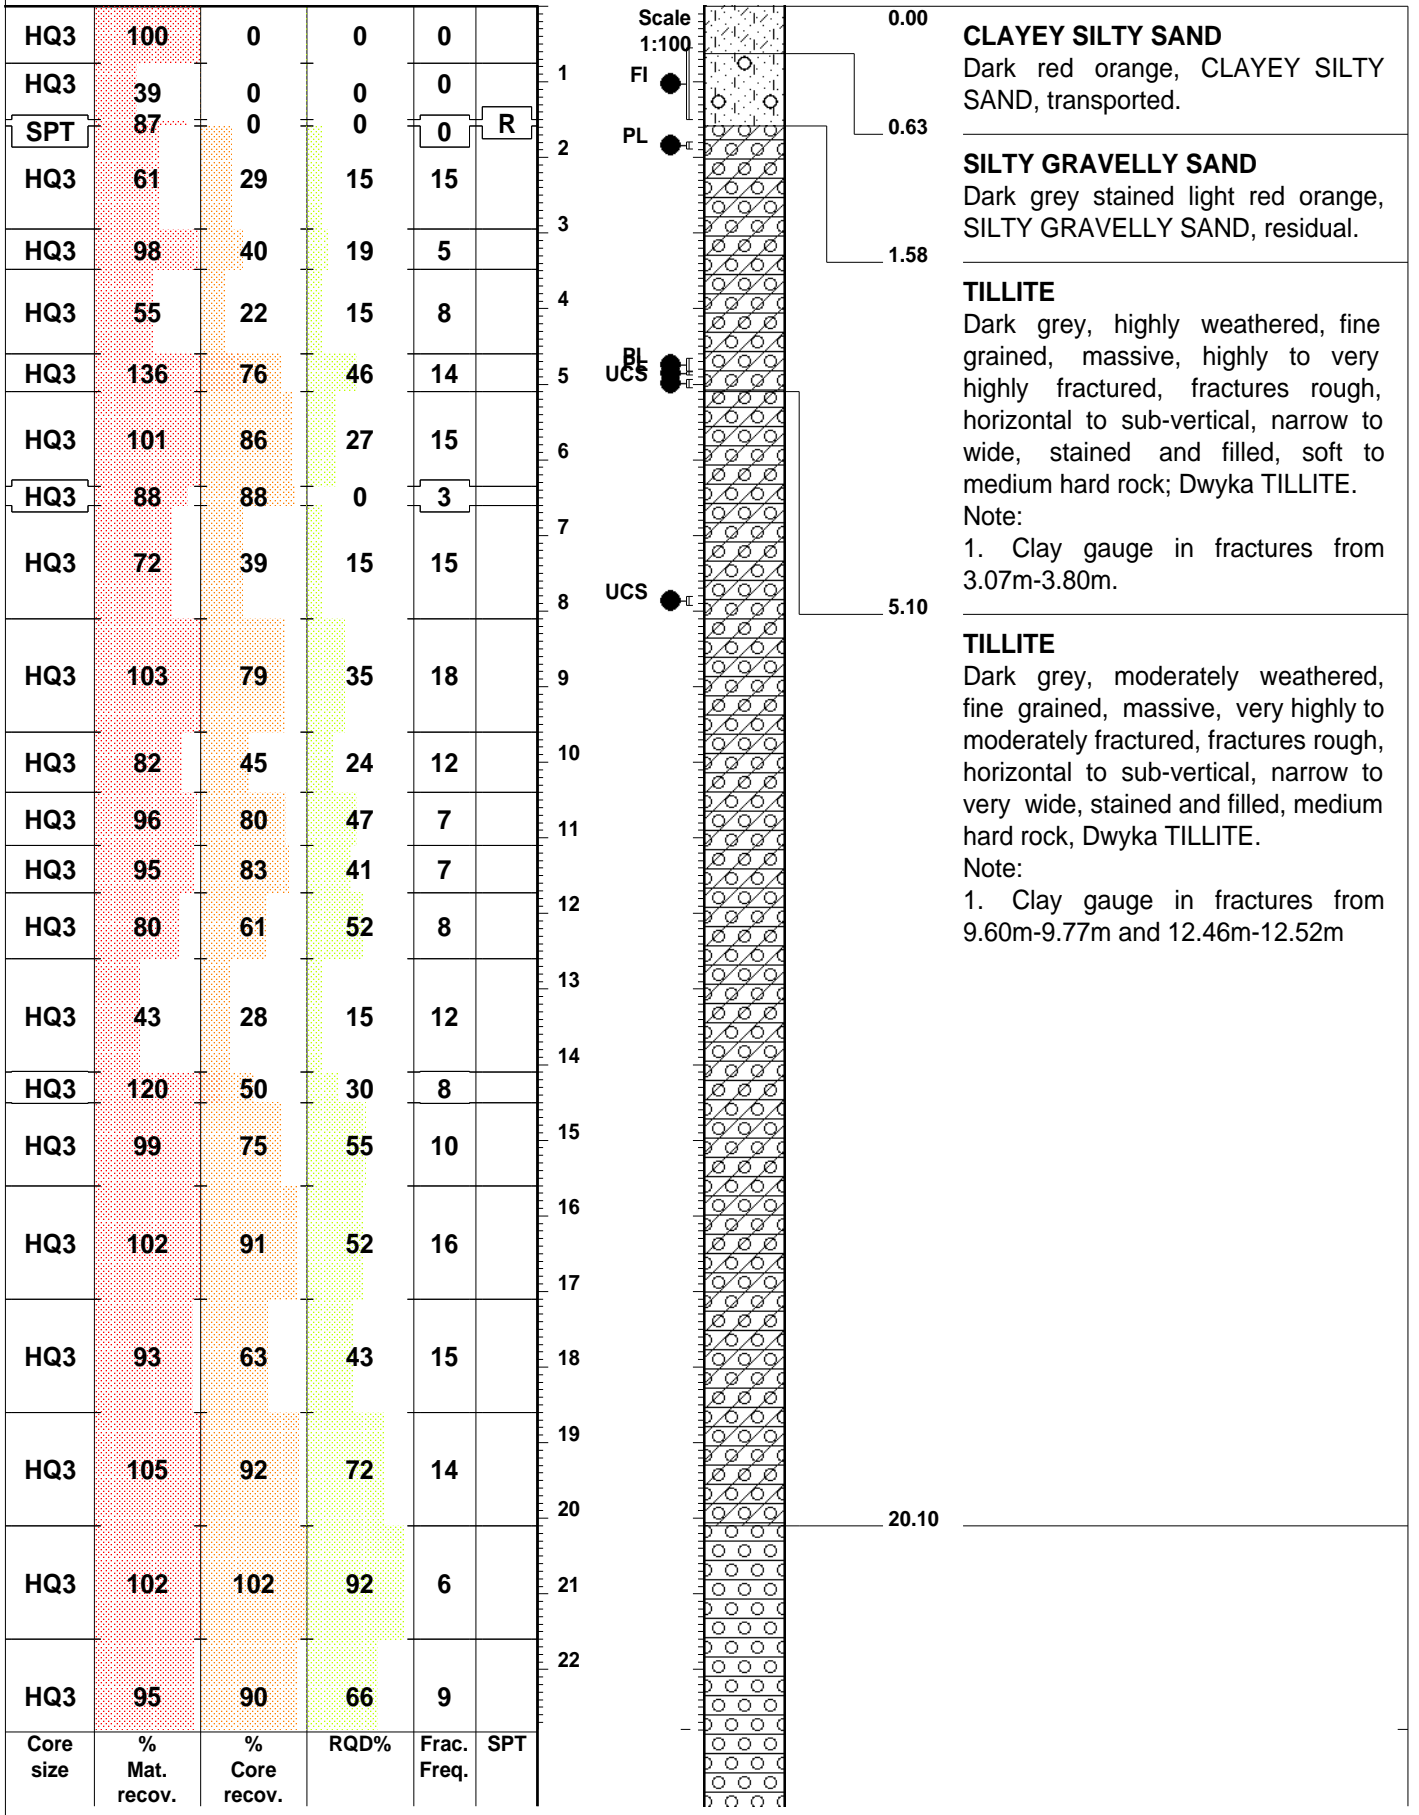 HQ3 100 0 0 0
HQ3 39 0 0 0
SPT 87 0 0 0 R
HQ3 61 29 15 15
HQ3 98 40 19 5
HQ3 55 22 15 8
HQ3 136 76 46 14
HQ3 101 86 27 15
HQ3 88 88 0 3
HQ3 72 39 15 15
HQ3 103 79 35 18
HQ3 82 45 24 12
HQ3 96 80 47 7
HQ3 95 83 41 7
HQ3 80 61 52 8
HQ3 43 28 15 12
HQ3 120 50 30 8
HQ3 99 75 55 10
HQ3 102 91 52 16
HQ3 93 63 43 15
HQ3 105 92 72 14
HQ3 102 102 92 6
HQ3 95 90 66 9
Core % % RQD% Frac. SPT
size Mat. Core Freq.
recov. recov.
1
2
3
4
5
6
7
8
9
10
11
12
13
14
15
16
17
18
19
20
21
22
Scale
1:100
FI
PL
PL
UCS
UCS
0.00
0.63
1.58
5.10
20.10
CLAYEY SILTY SAND
Dark red orange, CLAYEY SILTY
SAND, transported.
SILTY GRAVELLY SAND
Dark grey stained light red orange,
SILTY GRAVELLY SAND, residual.
TILLITE
Dark grey, highly weathered, fine
grained, massive, highly to very
highly fractured, fractures rough,
horizontal to sub-vertical, narrow to
wide, stained and filled, soft to
medium hard rock; Dwyka TILLITE.
Note:
1. Clay gauge in fractures from
3.07m-3.80m.
TILLITE
Dark grey, moderately weathered,
fine grained, massive, very highly to
moderately fractured, fractures rough,
horizontal to sub-vertical, narrow to
very wide, stained and filled, medium
hard rock, Dwyka TILLITE.
Note:
1. Clay gauge in fractures from
9.60m-9.77m and 12.46m-12.52m